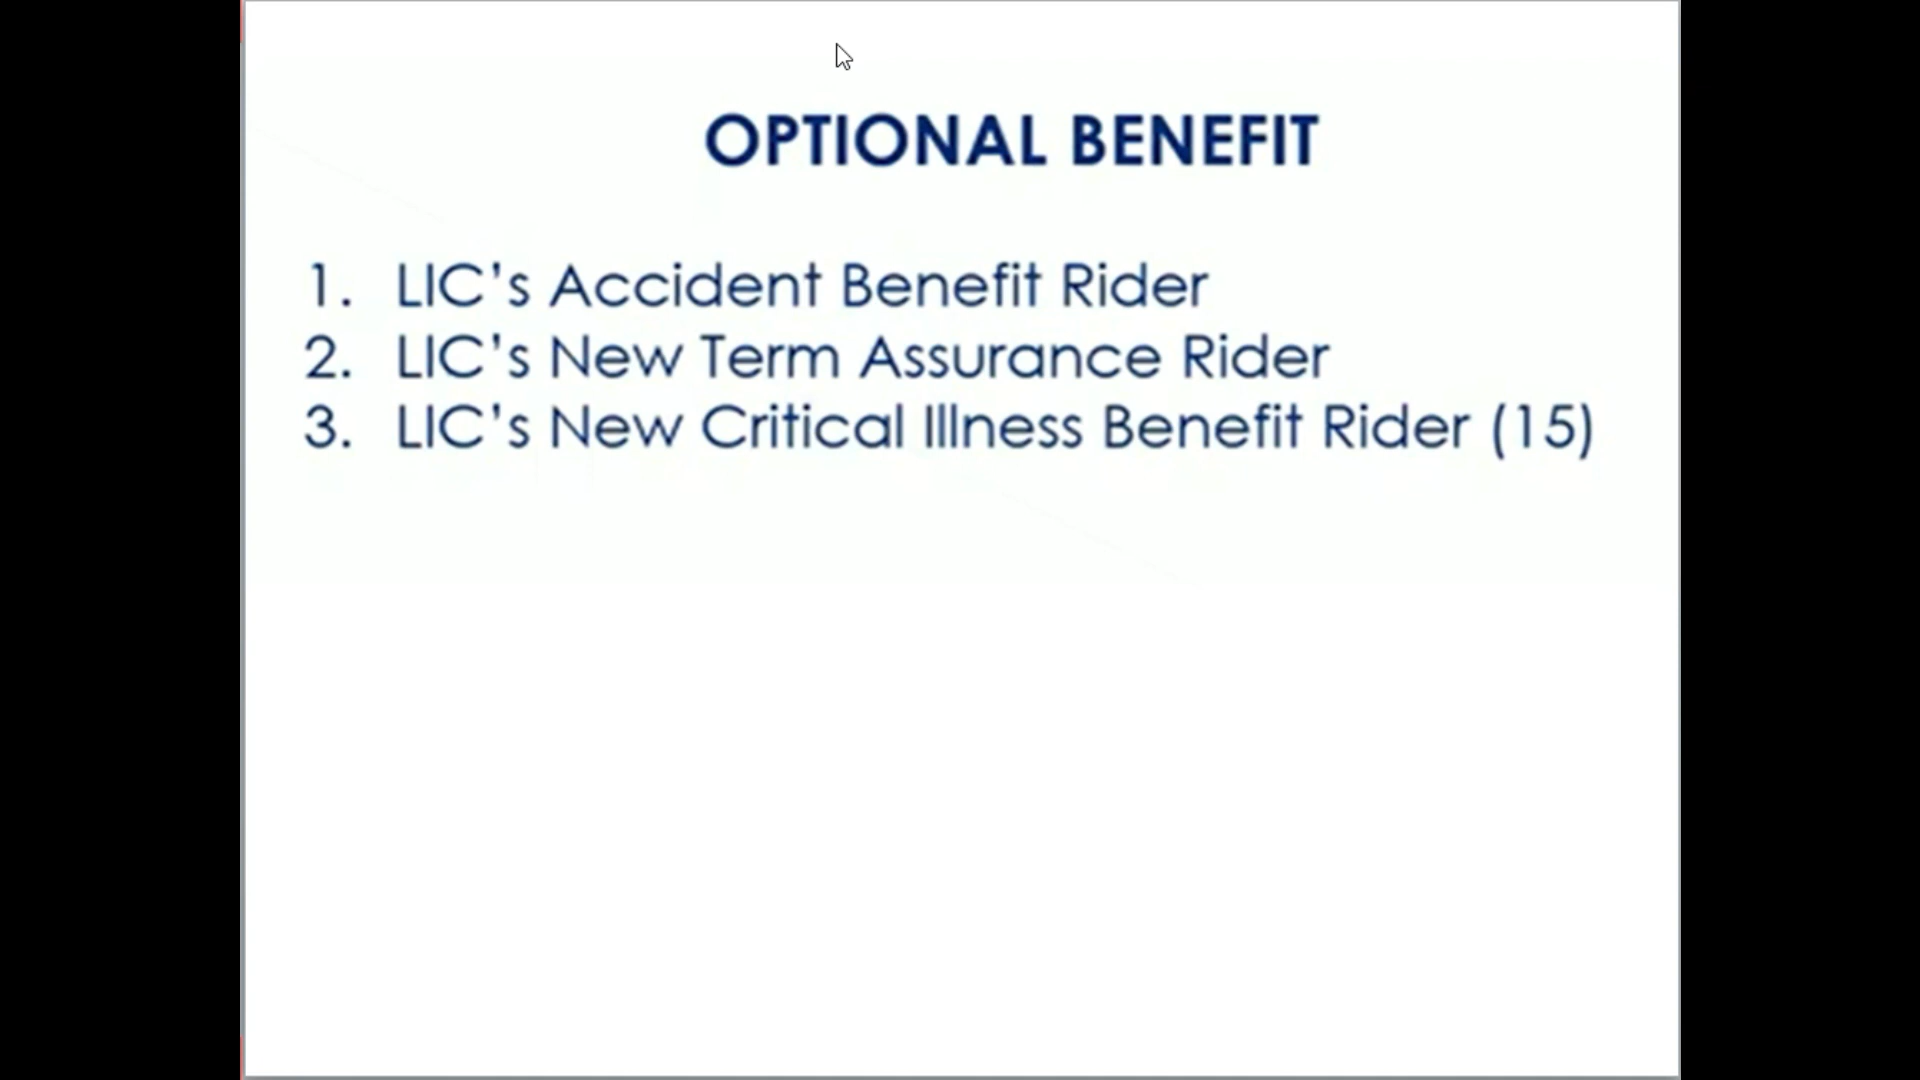 OPTIONAL BENEFIT
1. LIC’s Accident Benefit Rider
2. LIC’s New Term Assurance Rider
3. LIC’s New Critical Illness Benefit Rider (15)